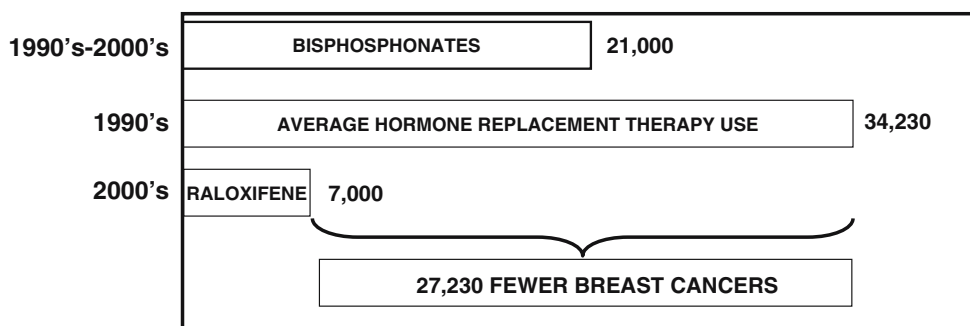 1990's-2000's BISPHOSPHONATES 21,000
1990's AVERAGE HORMONE REPLACEMENT THERAPY USE 34,230
2000's RALOXIFENE 7,000
27,230 FEWER BREAST CANCERS